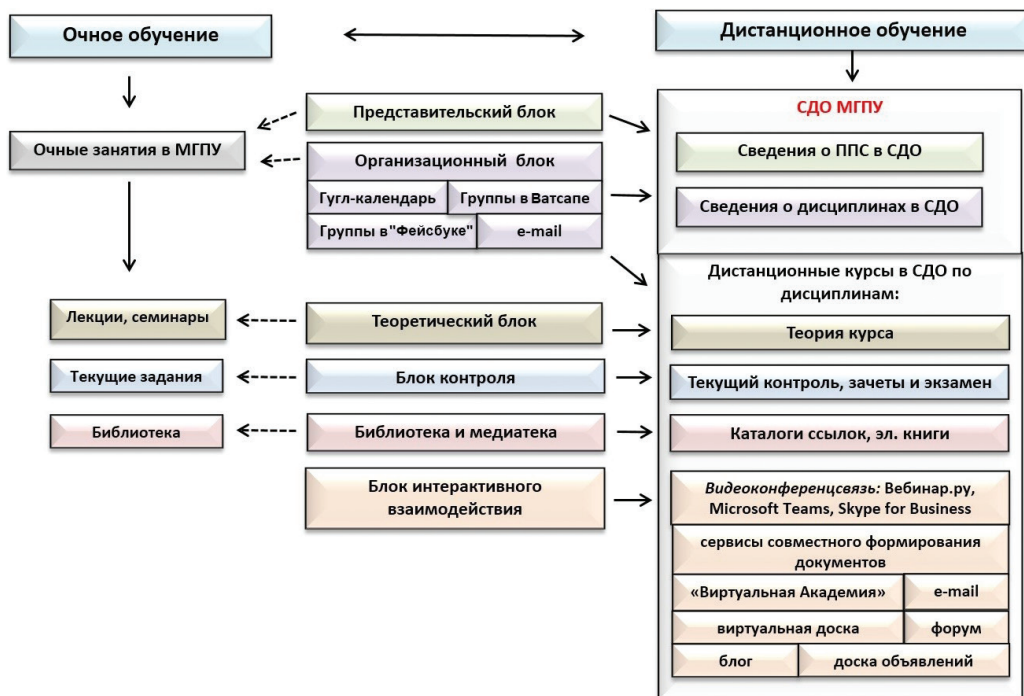 Очное обучение
Дистанционное обучение
Представительский блок
СДО МГПУ
Очные занятия в МГПУ
Организационный блок
Гугл-календарь
Группы в Ватсапе
Группы в "Фейсбуке"
e-mail
Сведения о ППС в СДО
Сведения о дисциплинах в СДО
Дистанционные курсы в СДО по
дисциплинам:
Лекции, семинары
Теоретический блок
Теория курса
Текущие задания
Блок контроля
Текущий контроль, зачеты и экзамен
Библиотека
Библиотека и медиатека
Каталоги ссылок, эл. книги
Блок интерактивного
взаимодействия
Видеоконференцсвязь: Вебинар.ру,
Microsoft Teams, Skype for Business
сервисы совместного формирования
документов
«Виртуальная Академия»
e-mail
виртуальная доска
форум
блог
доска объявлений